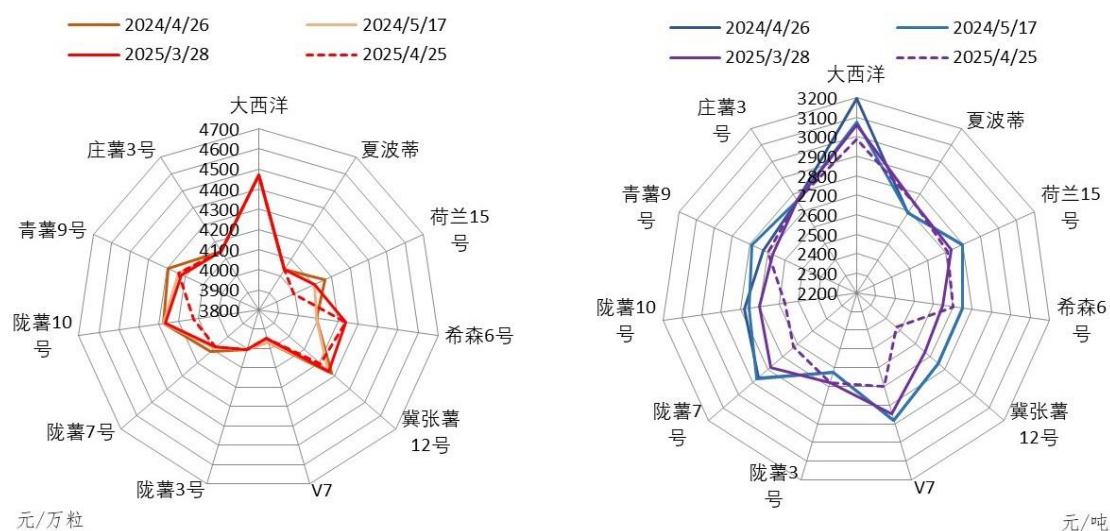 2024/4/26
2024/5/17
2025/3/28
2025/4/25
大西洋
夏波蒂
荷兰15
号
希森6号
冀张薯
12号
V7
陇薯3号
陇薯7号
陇薯10
号
青薯9号
庄薯3号
4700
4600
4500
4400
4300
4200
4100
4000
3900
3800
元/万粒
2024/4/26
2024/5/17
2025/3/28
2025/4/25
大西洋
夏波蒂
荷兰15
号
希森6
号
冀张薯
12号
V7
陇薯3
号
陇薯7
号
陇薯10
号
青薯9
号
庄薯3
号
3200
3100
3000
2900
2800
2700
2600
2500
2400
2300
2200
元/吨